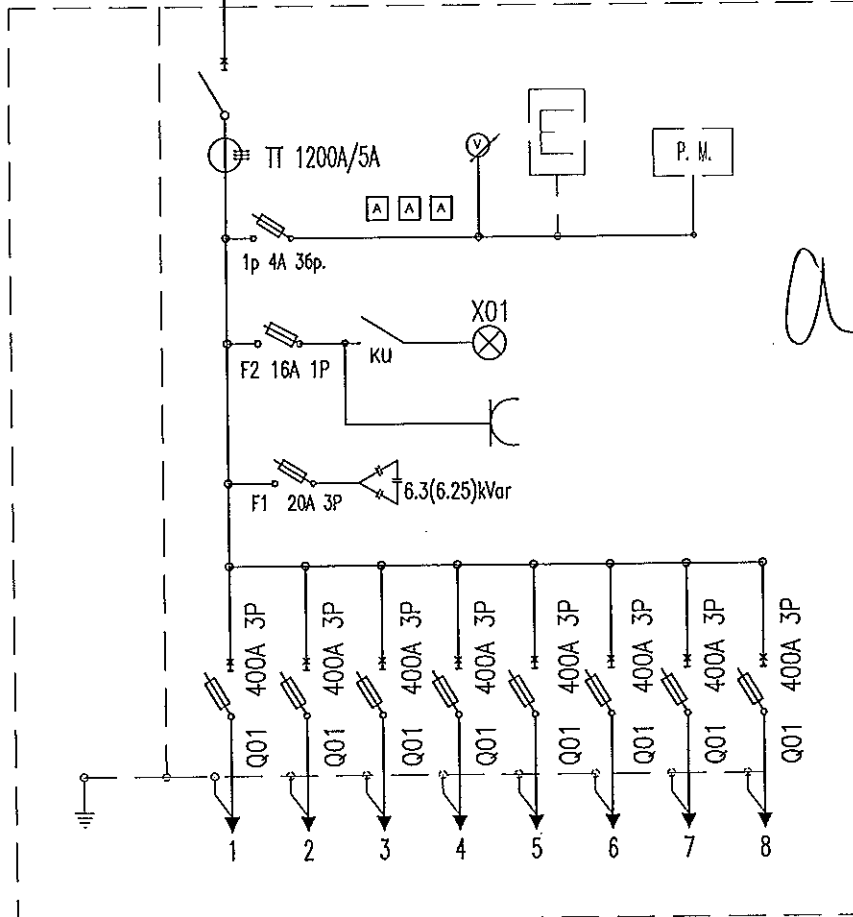 V
E
P. M.
TT 1200A/5A
A A A
1p 4A 36p.
X01
KU
F2 16A 1P
6.3(6.25)kVar
F1 20A 3P
Q01 400A 3P
Q01 400A 3P
Q01 400A 3P
Q01 400A 3P
Q01 400A 3P
Q01 400A 3P
Q01 400A 3P
Q01 400A 3P
1 2 3 4 5 6 7 8